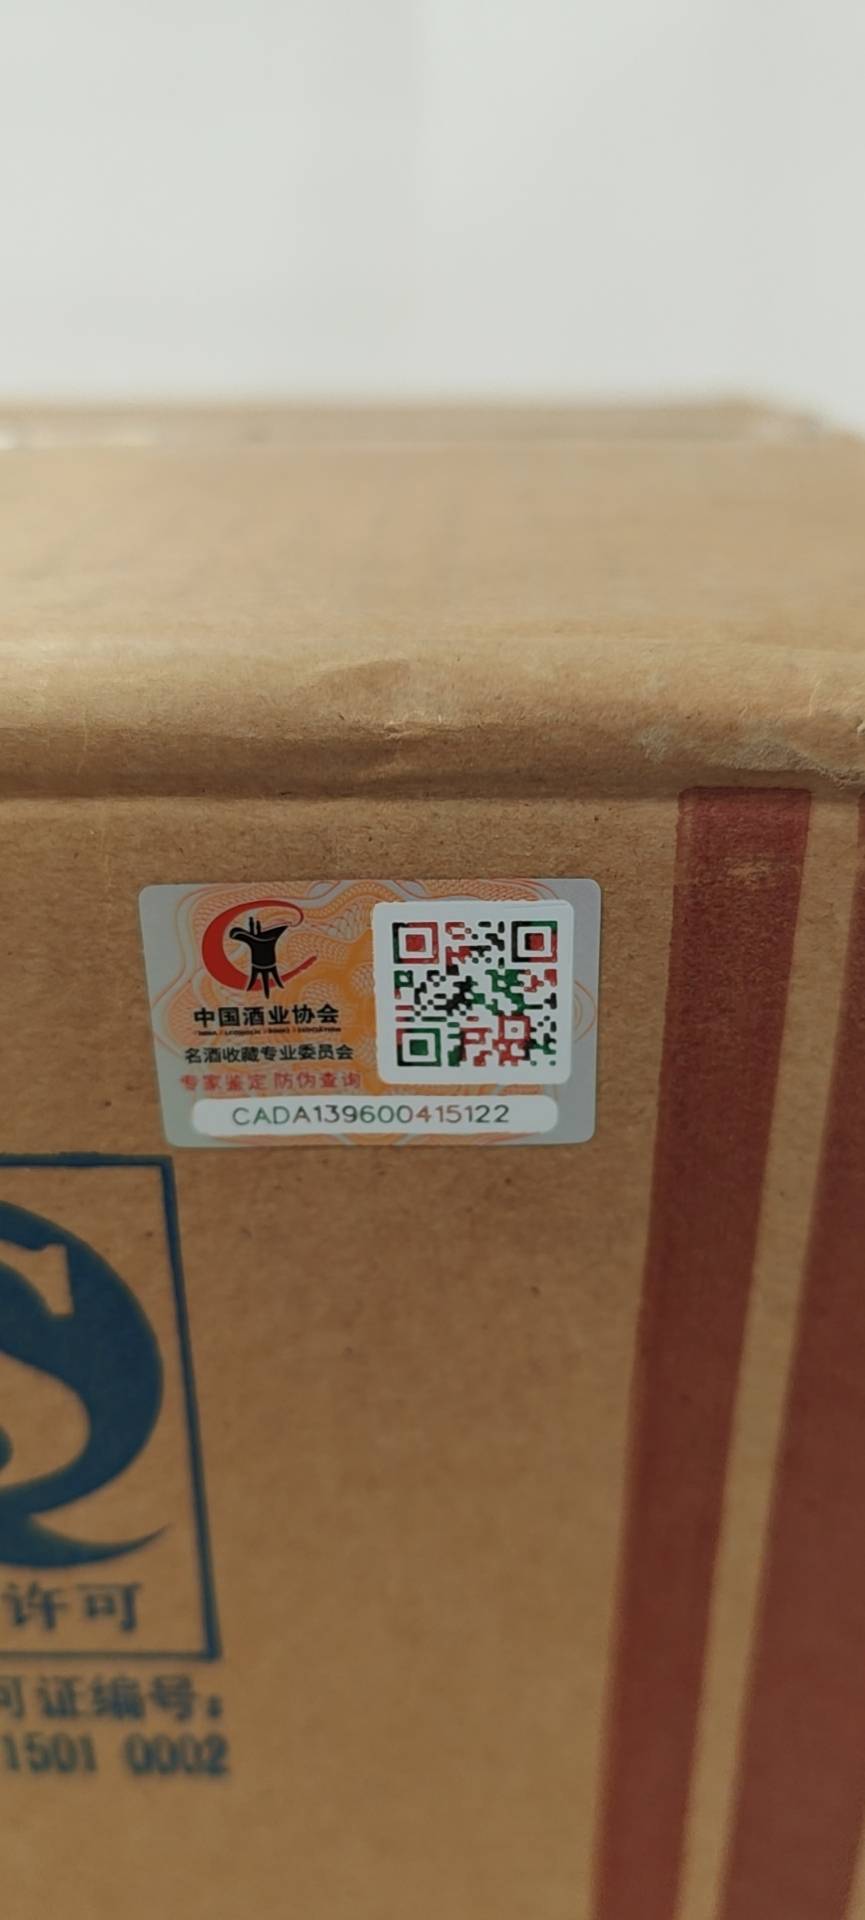 中国酒业协会
名酒收藏专业委员会
专家鉴定 防伪查询
CADA139600415122
许可
可证编号：
1501 0002